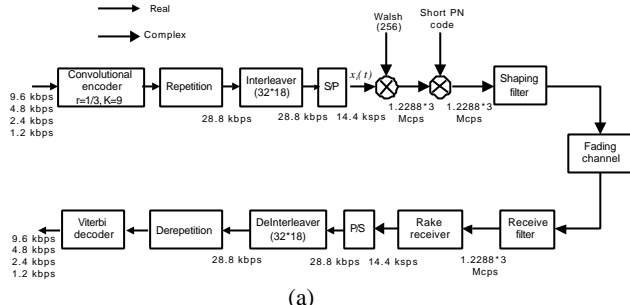 Real
Complex
Walsh
(256)
Short PN
code
Convolutional
encoder
r=1/3, K=9
Repetition
Interleaver
(32*18)
S/P
x_i(t)
Shaping
filter
9.6 kbps
4.8 kbps
2.4 kbps
1.2 kbps
28.8 kbps
28.8 kbps
14.4 ksps
1.2288*3
Mcps
1.2288*3
Mcps
Fading
channel
Viterbi
decoder
Derepetition
DeInterleaver
(32*18)
P/S
Rake
receiver
Receive
filter
9.6 kbps
4.8 kbps
2.4 kbps
1.2 kbps
28.8 kbps
28.8 kbps
14.4 ksps
1.2288*3
Mcps
(a)